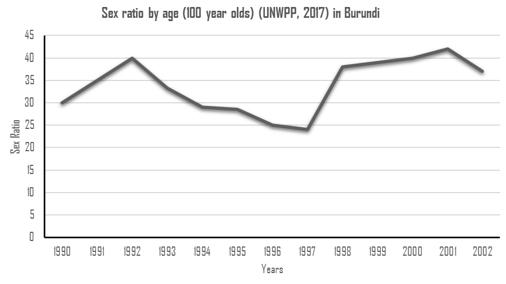 Sex ratio by age (100 year olds) (UNWPP, 2017) in Burundi
45
40
35
30
25
20
15
10
5
0
Sex Ratio
1990 1991 1992 1993 1994 1995 1996 1997 1998 1999 2000 2001 2002
Years